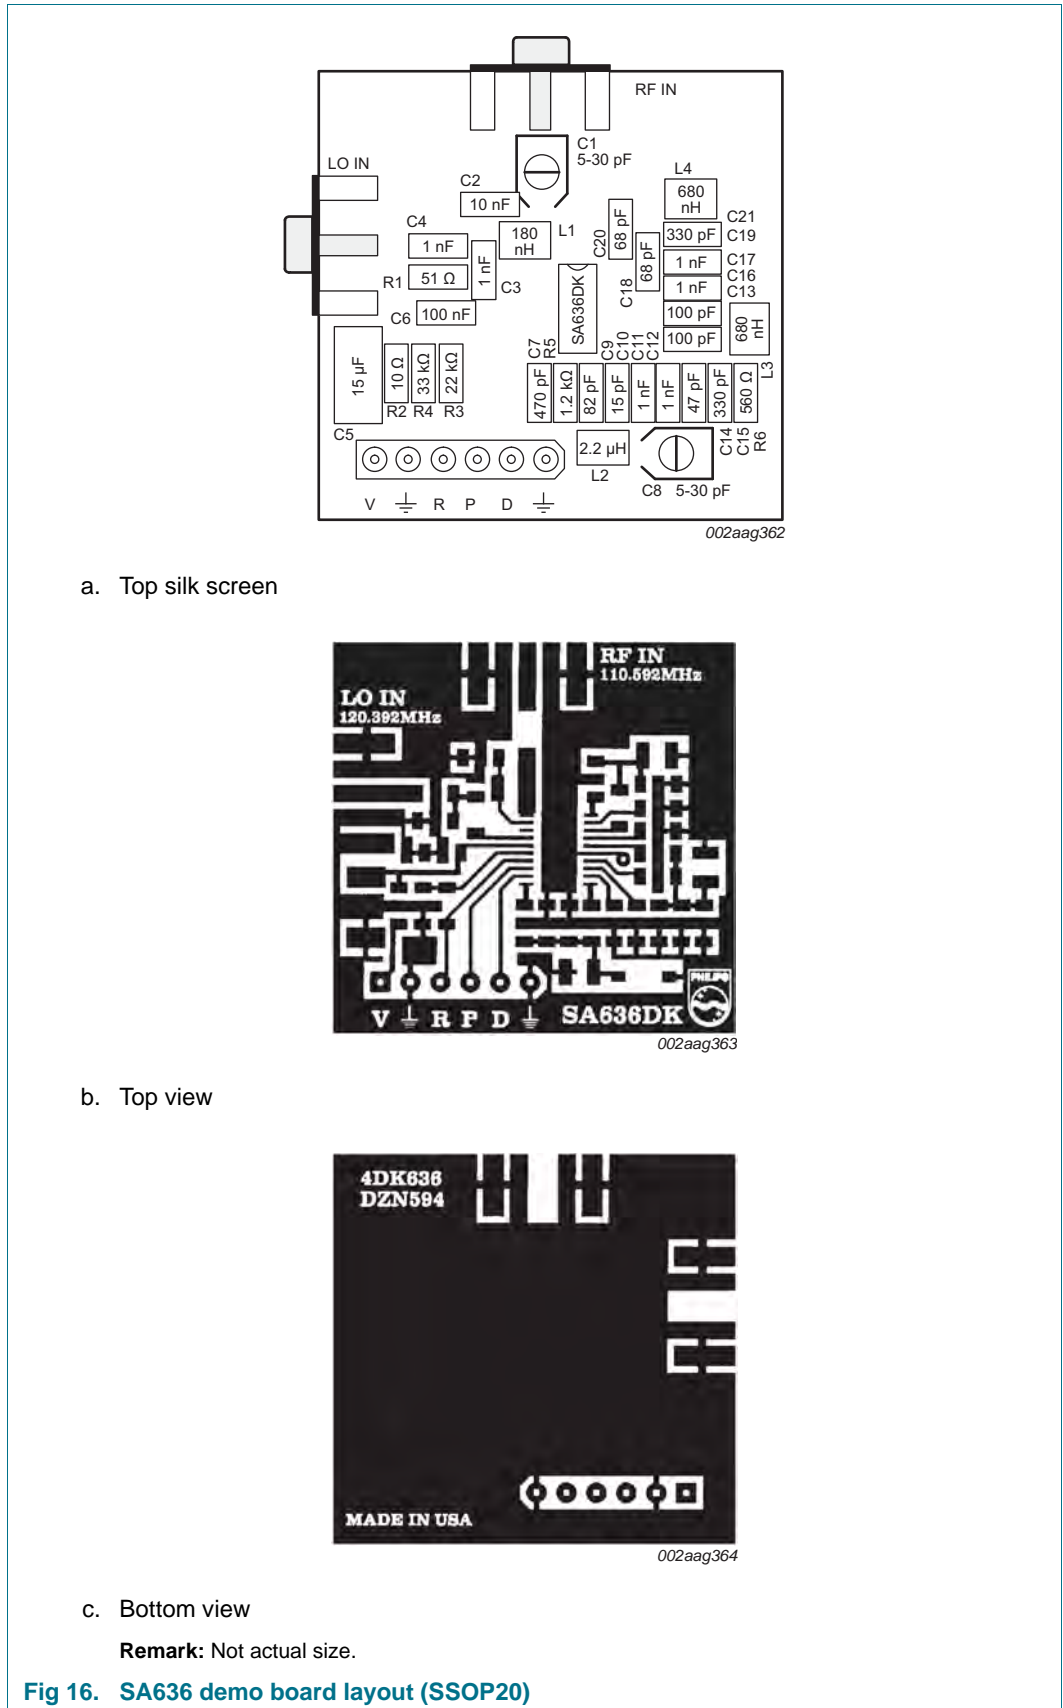 RF IN
C1
5-30 pF
LO IN
C2
10 nF
L4
680
nH
C4
1 nF
180
nH
L1
C20
68 pF
C21
330 pF
C19
R1
51 Ω
1 nF
C3
C18
68 pF
1 nF
C17
C16
1 nF
C13
C6
100 nF
SA636DK
100 pF
100 pF
680
nH
L3
15 µF
10 Ω
33 kΩ
22 kΩ
C7
R5
C9
C10
C11
C12
470 pF
1.2 kΩ
82 pF
15 pF
1 nF
1 nF
47 pF
330 pF
560 Ω
R2
R4
R3
C5
2.2 µH
L2
C14
C15
R6
C8
5-30 pF
V
R
P
D
002aag362
a. Top silk screen
RF IN
110.592MHz
LO IN
120.392MHz
PHILIPS
V R P D
SA636DK
002aag363
b. Top view
4DK636
DZN594
MADE IN USA
002aag364
c. Bottom view
Remark: Not actual size.
Fig 16. SA636 demo board layout (SSOP20)